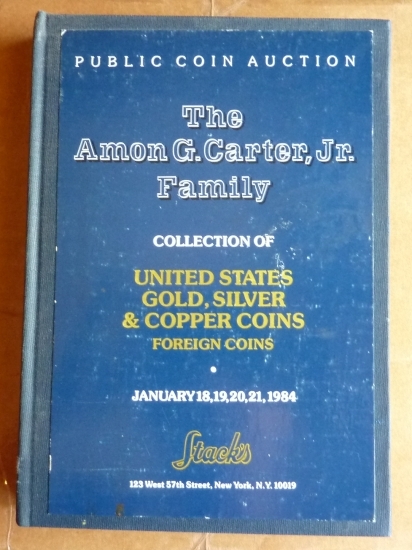 PUBLIC COIN AUCTION
The
Amon G. Carter, Jr.
Family
COLLECTION OF
UNITED STATES
GOLD, SILVER
& COPPER COINS
FOREIGN COINS
•
JANUARY 18, 19, 20, 21, 1984
Stack's
123 West 57th Street, New York, N.Y. 10019